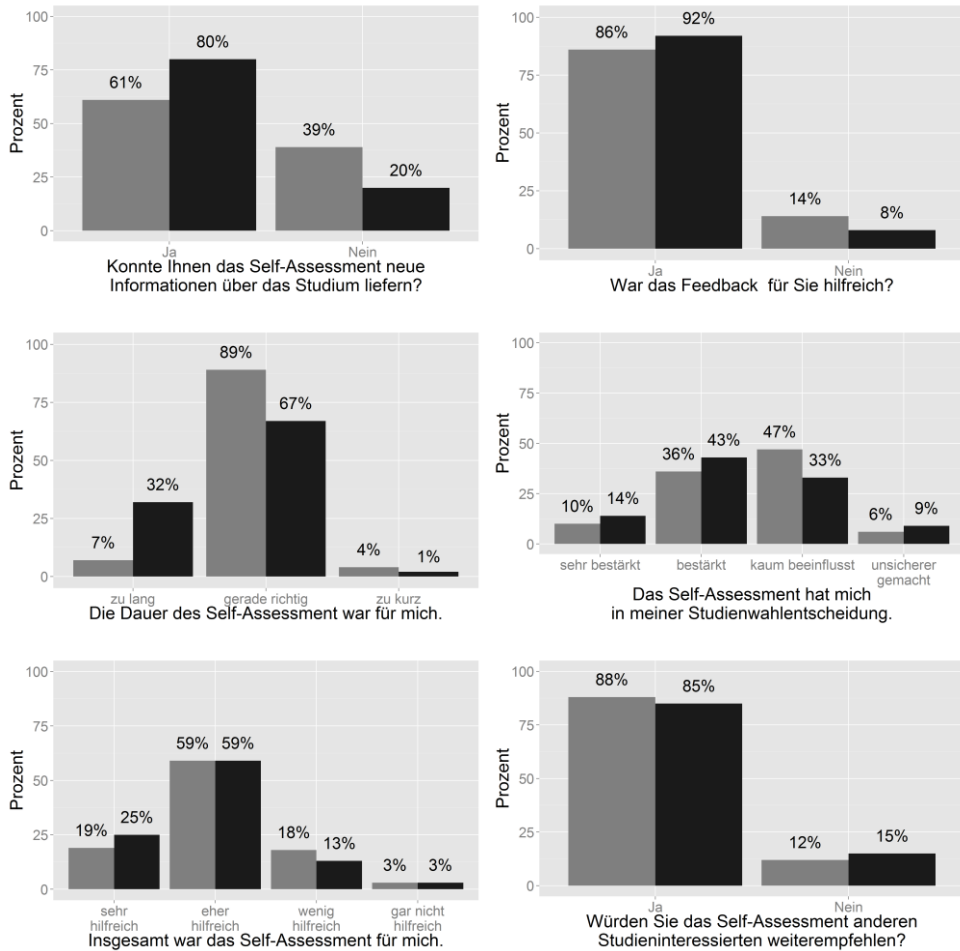 100
75
50
25
0
Prozent
61%
80%
39%
20%
Ja
Nein
Konnte Ihnen das Self-Assessment neue
Informationen über das Studium liefern?
100
75
50
25
0
Prozent
86%
92%
14%
8%
Ja
Nein
War das Feedback für Sie hilfreich?
100
75
50
25
0
Prozent
7%
32%
89%
67%
4%
1%
zu lang
gerade richtig
zu kurz
Die Dauer des Self-Assessment war für mich.
100
75
50
25
0
Prozent
10%
14%
36%
43%
47%
33%
6%
9%
sehr bestärkt
bestärkt
kaum beeinflusst
unsicherer
gemacht
Das Self-Assessment hat mich
in meiner Studienwahlentscheidung.
100
75
50
25
0
Prozent
19%
25%
59%
59%
18%
13%
3%
3%
sehr
hilfreich
eher
hilfreich
wenig
hilfreich
gar nicht
hilfreich
Insgesamt war das Self-Assessment für mich.
100
75
50
25
0
Prozent
88%
85%
12%
15%
Ja
Nein
Würden Sie das Self-Assessment anderen
Studieninteressierten weiterempfehlen?